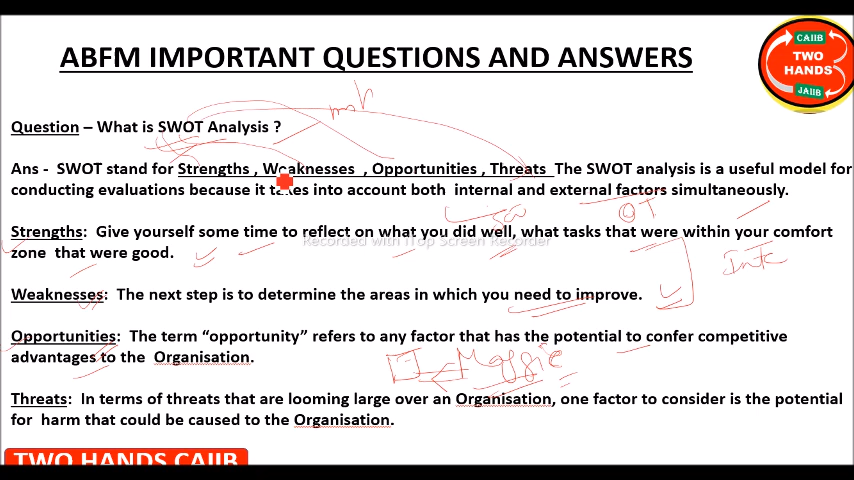 ABFM IMPORTANT QUESTIONS AND ANSWERS
CAIIB
TWO
HANDS
JAIIB
Question – What is SWOT Analysis ?
Ans - SWOT stand for Strengths , Weaknesses , Opportunities , Threats The SWOT analysis is a useful model for
conducting evaluations because it takes into account both internal and external factors simultaneously.
OT
Strengths: Give yourself some time to reflect on what you did well, what tasks that were within your comfort
Recorded with iTop Screen Recorder
zone that were good.
Weaknesses: The next step is to determine the areas in which you need to improve.
Opportunities: The term “opportunity” refers to any factor that has the potential to confer competitive
advantages to the Organisation.
Maggie
Threats: In terms of threats that are looming large over an Organisation, one factor to consider is the potential
for harm that could be caused to the Organisation.
TWO HANDS CAIIB